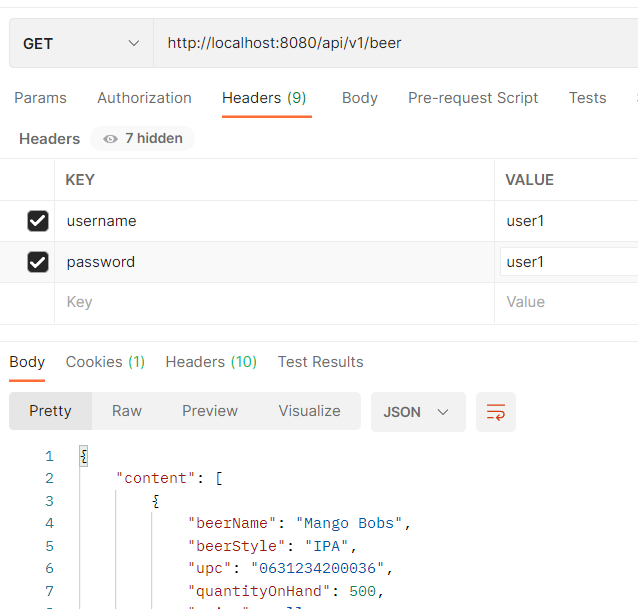 GET http://localhost:8080/api/v1/beer
Params Authorization Headers (9) Body Pre-request Script Tests
Headers 7 hidden
KEY VALUE
username user1
password user1
Key Value
Body Cookies (1) Headers (10) Test Results
Pretty Raw Preview Visualize JSON
1 {
2 "content": [
3 {
4 "beerName": "Mango Bobs",
5 "beerStyle": "IPA",
6 "upc": "0631234200036",
7 "quantityOnHand": 500,